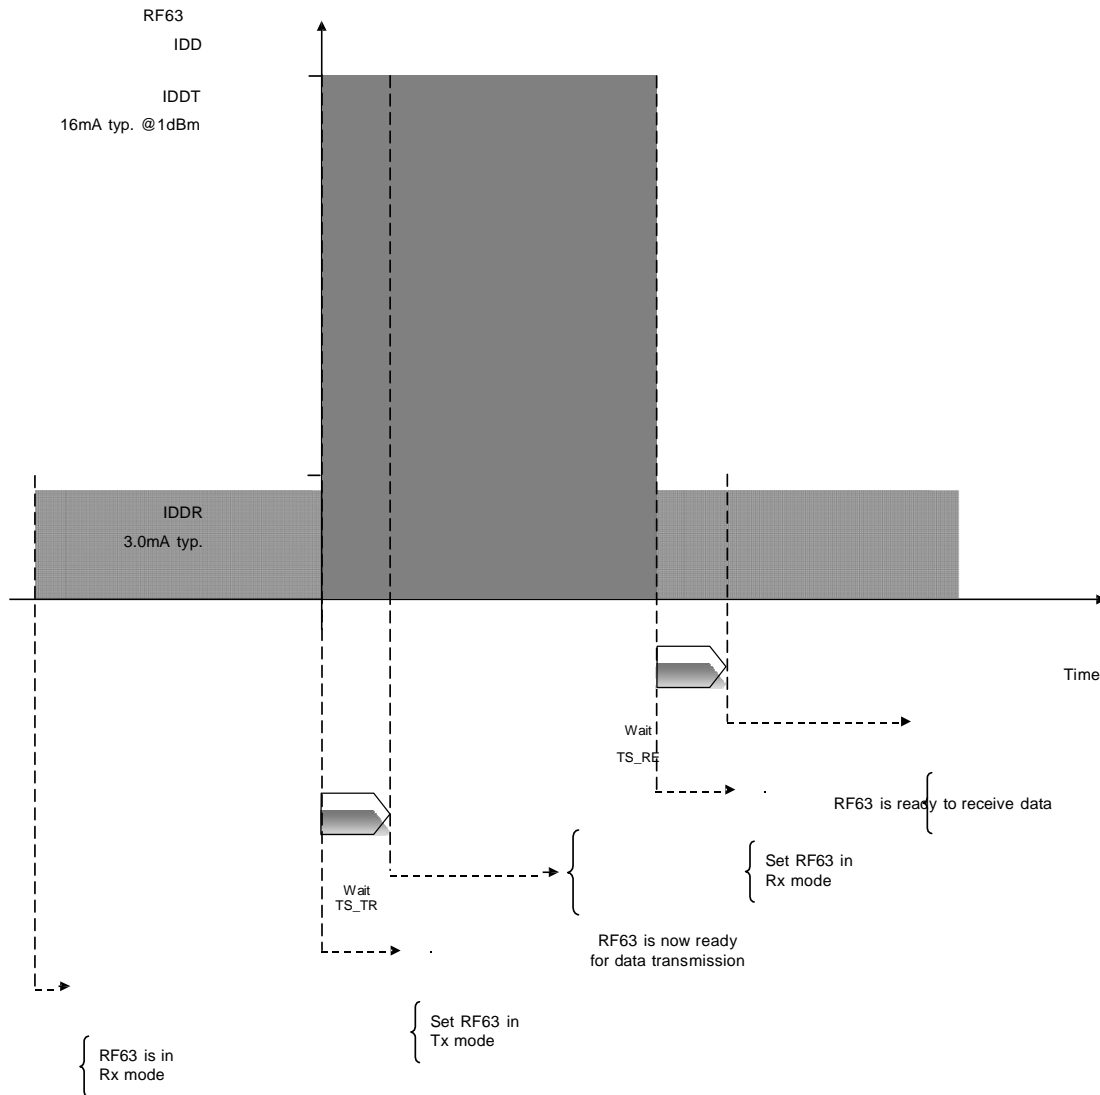 RF63
IDD
IDDT
16mA typ. @1dBm
IDDR
3.0mA typ.
Time
Wait
TS_RE
RF63 is ready to receive data
Set RF63 in
Rx mode
Wait
TS_TR
RF63 is now ready
for data transmission
Set RF63 in
Tx mode
RF63 is in
Rx mode